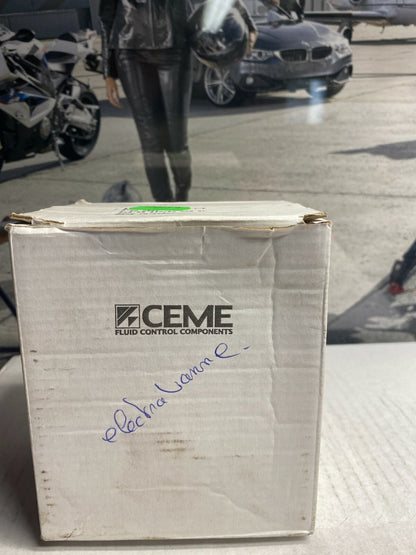 CEME
FLUID CONTROL COMPONENTS
electrovanne.